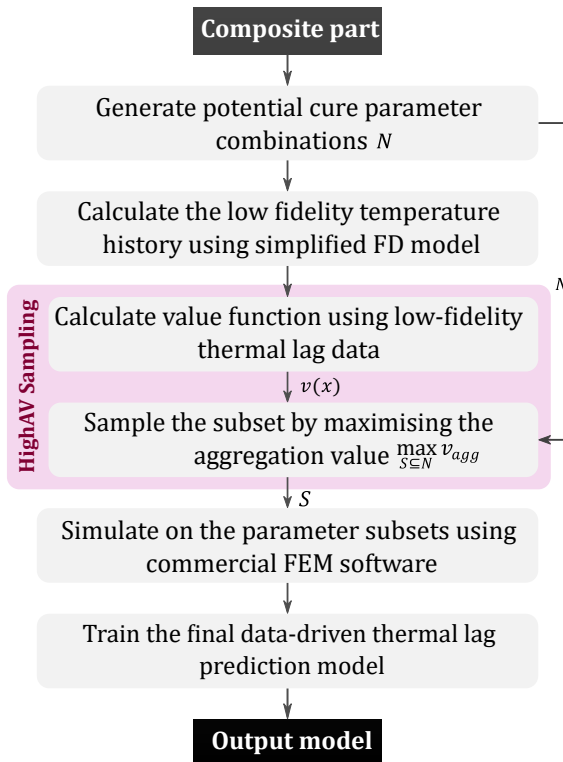 Composite part
Generate potential cure parameter
combinations N
Calculate the low fidelity temperature
history using simplified FD model
N
HighAV Sampling
Calculate value function using low-fidelity
thermal lag data
v(x)
Sample the subset by maximising the
aggregation value max v_agg
S⊆N
S
Simulate on the parameter subsets using
commercial FEM software
Train the final data-driven thermal lag
prediction model
Output model